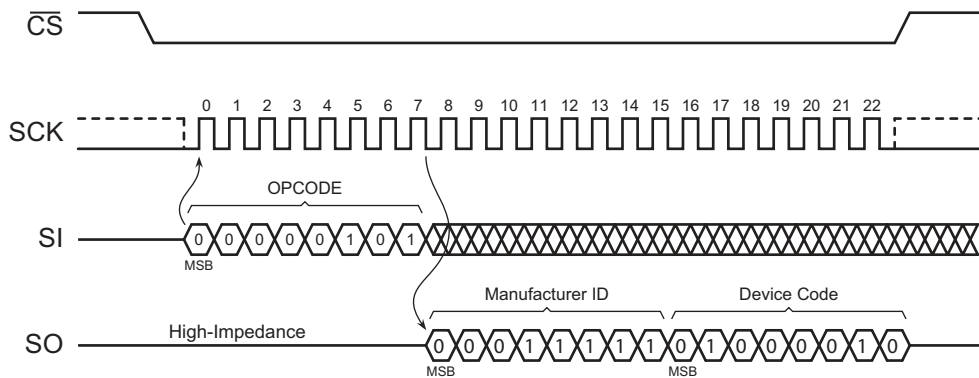 CS
0 1 2 3 4 5 6 7 8 9 10 11 12 13 14 15 16 17 18 19 20 21 22
SCK
OPCODE
SI
0 0 0 0 0 1 0 1
MSB
Manufacturer ID Device Code
High-Impedance
SO
0 0 0 1 1 1 1 1 0 1 0 0 0 0 1 0
MSB MSB